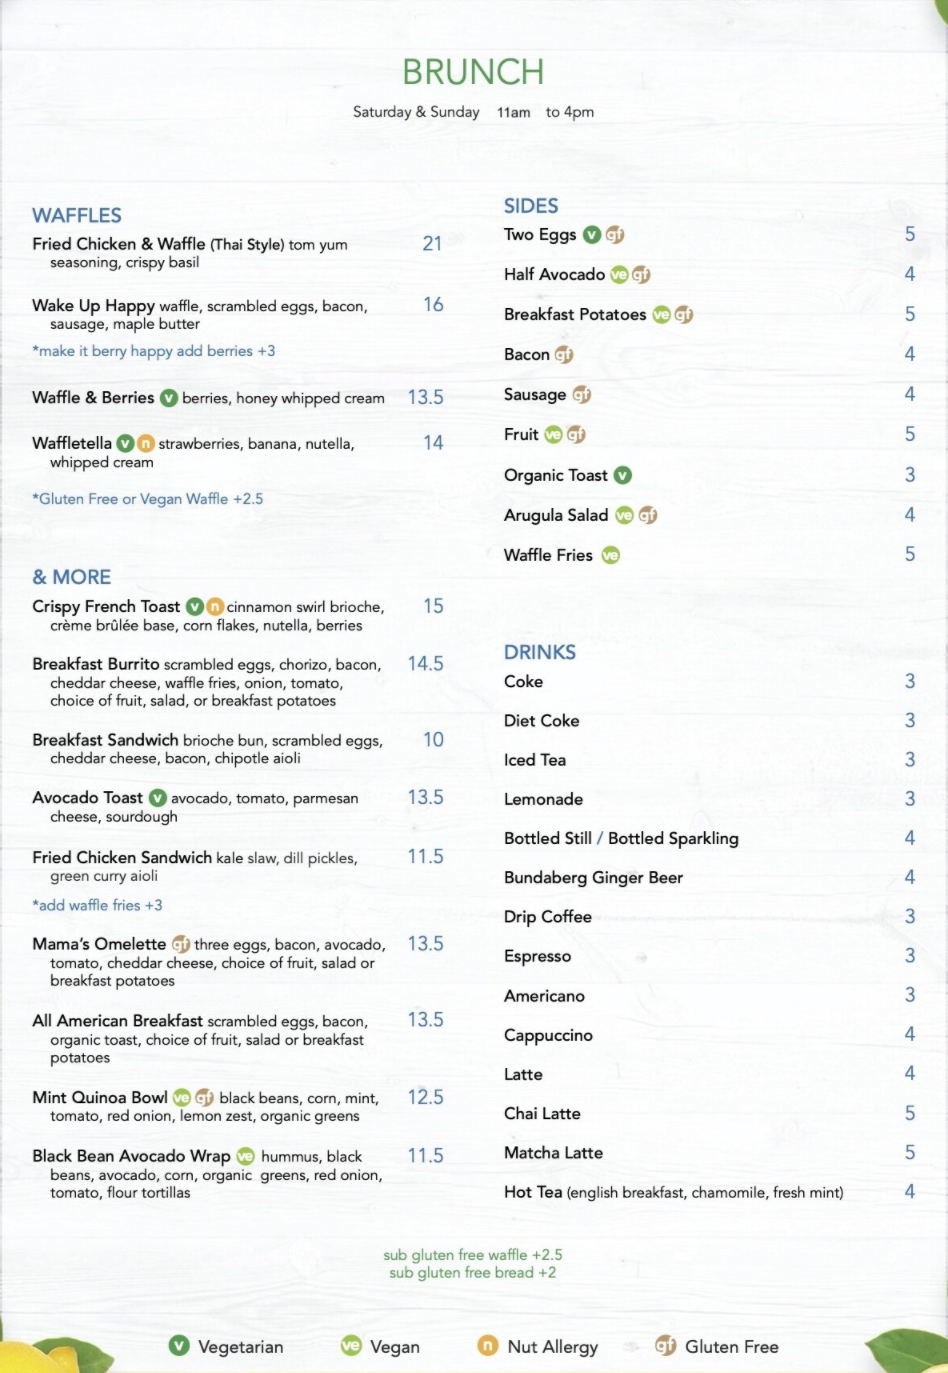 BRUNCH
Saturday & Sunday 11am to 4pm
WAFFLES
Fried Chicken & Waffle (Thai Style) tom yum 21
seasoning, crispy basil
Wake Up Happy waffle, scrambled eggs, bacon, 16
sausage, maple butter
*make it berry happy add berries +3
Waffle & Berries v berries, honey whipped cream 13.5
Waffletella v n strawberries, banana, nutella, 14
whipped cream
*Gluten Free or Vegan Waffle +2.5
& MORE
Crispy French Toast v n cinnamon swirl brioche, 15
crème brûlée base, corn flakes, nutella, berries
Breakfast Burrito scrambled eggs, chorizo, bacon, 14.5
cheddar cheese, waffle fries, onion, tomato,
choice of fruit, salad, or breakfast potatoes
Breakfast Sandwich brioche bun, scrambled eggs, 10
cheddar cheese, bacon, chipotle aioli
Avocado Toast v avocado, tomato, parmesan 13.5
cheese, sourdough
Fried Chicken Sandwich kale slaw, dill pickles, 11.5
green curry aioli
*add waffle fries +3
Mama's Omelette gf three eggs, bacon, avocado, 13.5
tomato, cheddar cheese, choice of fruit, salad or
breakfast potatoes
All American Breakfast scrambled eggs, bacon, 13.5
organic toast, choice of fruit, salad or breakfast
potatoes
Mint Quinoa Bowl ve gf black beans, corn, mint, 12.5
tomato, red onion, lemon zest, organic greens
Black Bean Avocado Wrap ve hummus, black 11.5
beans, avocado, corn, organic greens, red onion,
tomato, flour tortillas
SIDES
Two Eggs v gf 5
Half Avocado ve gf 4
Breakfast Potatoes ve gf 5
Bacon gf 4
Sausage gf 4
Fruit ve gf 5
Organic Toast v 3
Arugula Salad ve gf 4
Waffle Fries ve 5
DRINKS
Coke 3
Diet Coke 3
Iced Tea 3
Lemonade 3
Bottled Still / Bottled Sparkling 4
Bundaberg Ginger Beer 4
Drip Coffee 3
Espresso 3
Americano 3
Cappuccino 4
Latte 4
Chai Latte 5
Matcha Latte 5
Hot Tea (english breakfast, chamomile, fresh mint) 4
sub gluten free waffle +2.5
sub gluten free bread +2
v Vegetarian ve Vegan n Nut Allergy gf Gluten Free